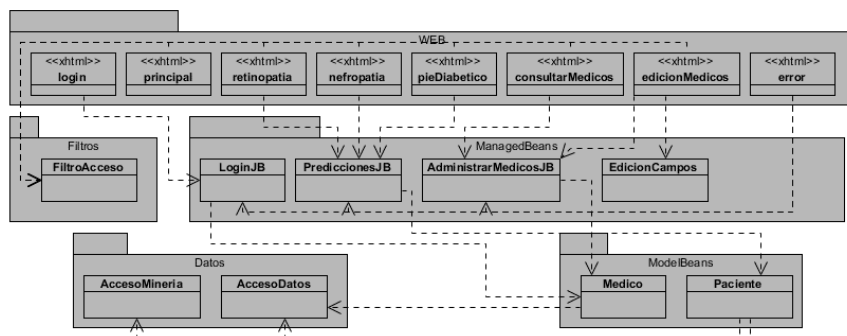 WEB
<<xhtml>> <<xhtml>> <<xhtml>> <<xhtml>> <<xhtml>> <<xhtml>> <<xhtml>> <<xhtml>>
login principal retinopatia nefropatia pieDiabetico consultarMedicos edicionMedicos error
Filtros ManagedBeans
FiltroAcceso LoginJB PrediccionesJB AdministrarMedicosJB EdicionCampos
Datos ModelBeans
AccesoMineria AccesoDatos Medico Paciente